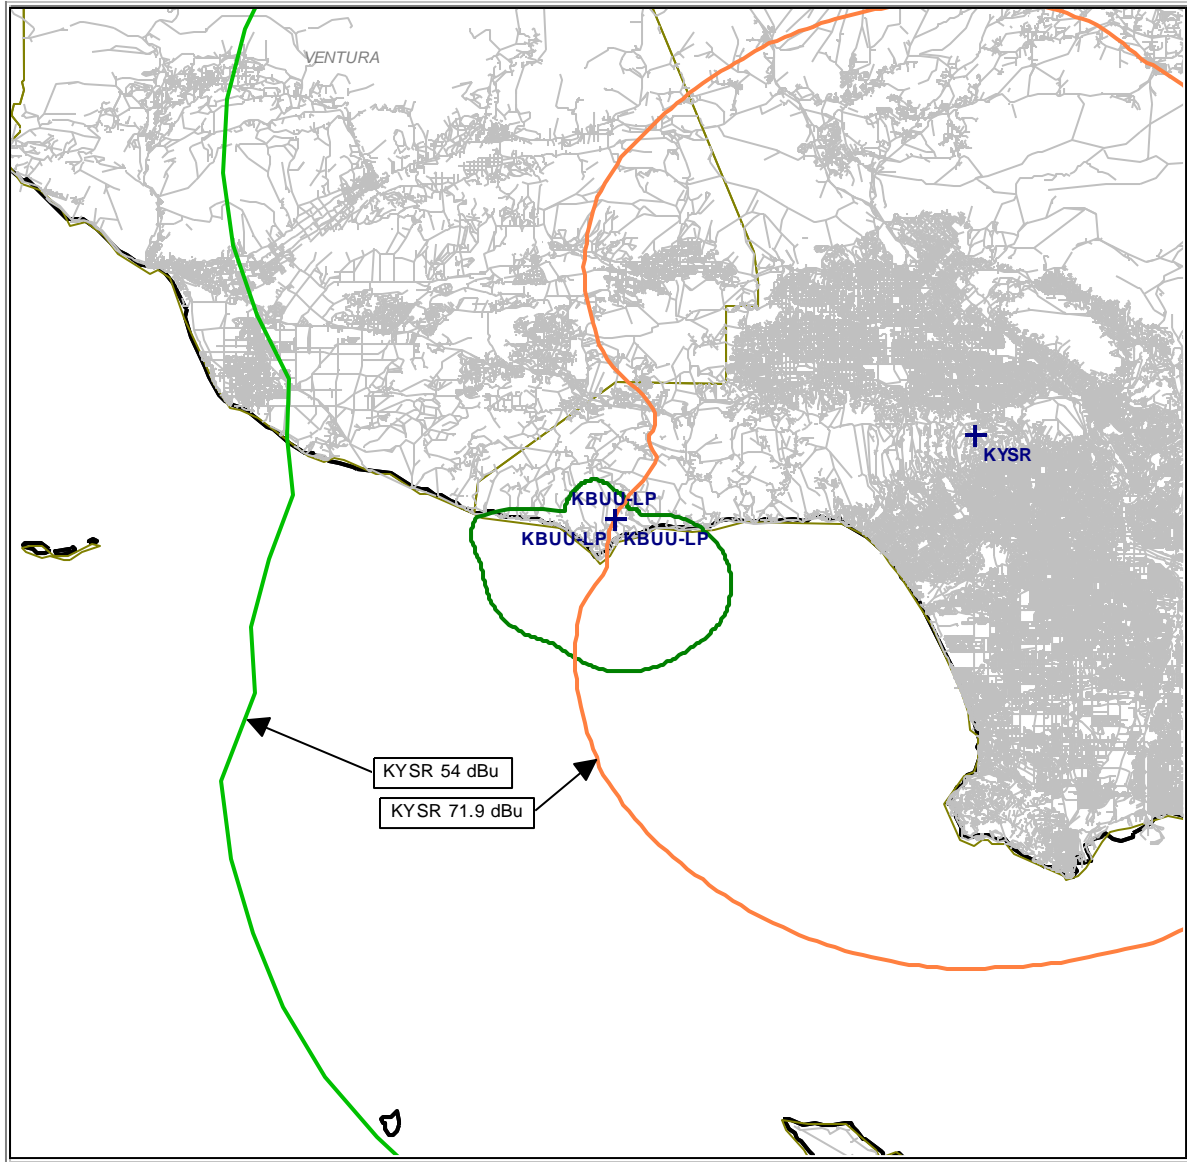 VENTURA
KYSR
KBUU-LP
KBUU-LP KBUU-LP
KYSR 54 dBu
KYSR 71.9 dBu